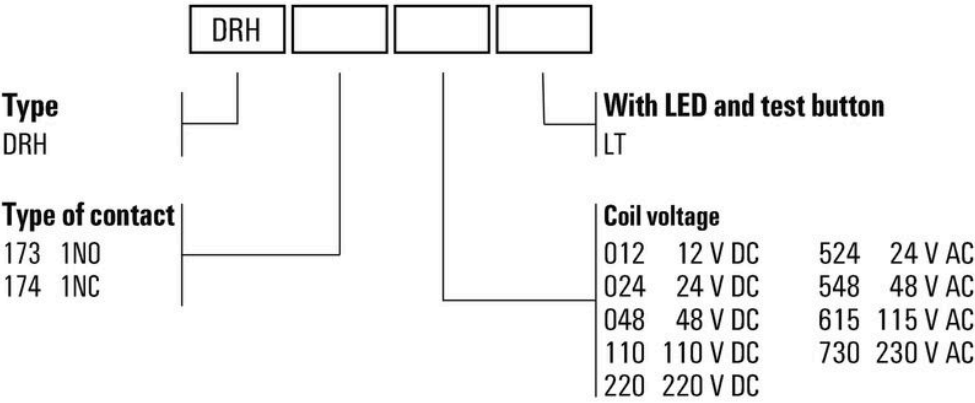 DRH
Type
DRH
With LED and test button
LT
Type of contact
173 1NO
174 1NC
Coil voltage
012 12 V DC 524 24 V AC
024 24 V DC 548 48 V AC
048 48 V DC 615 115 V AC
110 110 V DC 730 230 V AC
220 220 V DC